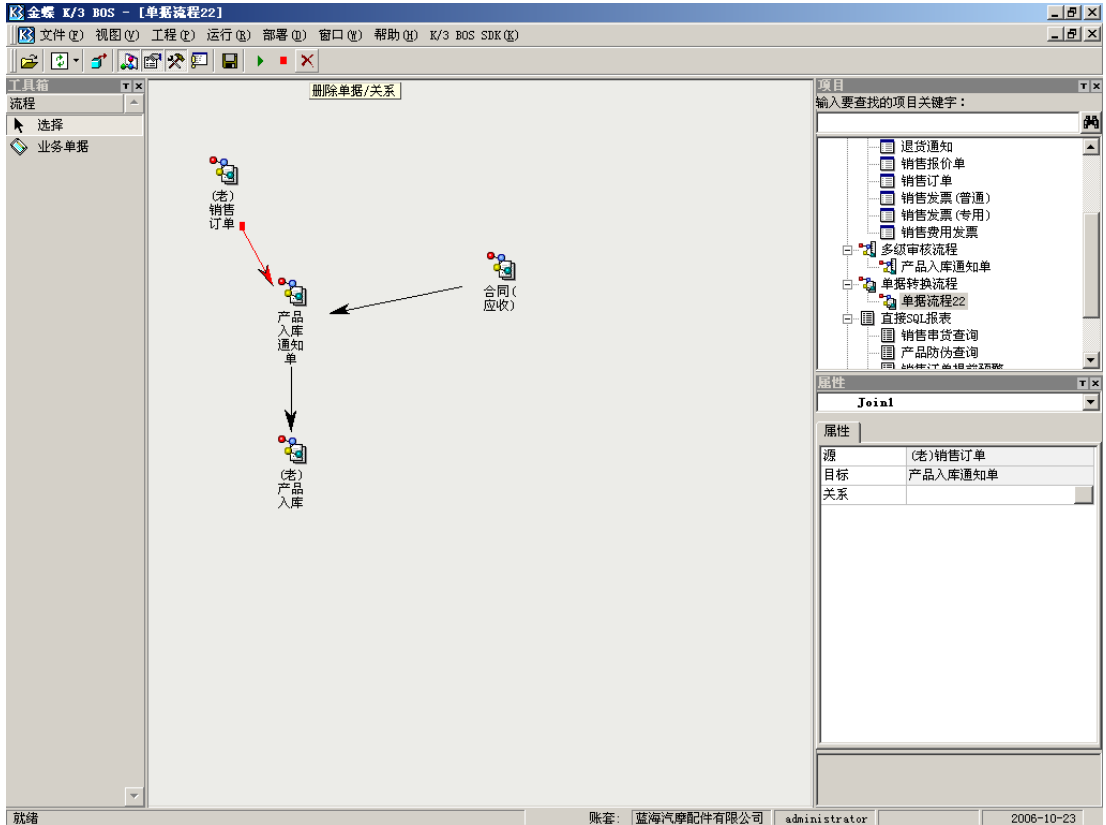 金蝶 K/3 BOS - [单据流程22]
文件(F) 视图(V) 工程(P) 运行(R) 部署(D) 窗口(W) 帮助(H) K/3 BOS SDK(K)
工具箱
流程
选择
业务单据
删除单据/关系
(老)
销售
订单
合同(
应收)
产品
入库
通知
单
(老)
产品
入库
项目
输入要查找的项目关键字:
退货通知
销售报价单
销售订单
销售发票(普通)
销售发票(专用)
销售费用发票
多级审核流程
产品入库通知单
单据转换流程
单据流程22
直接SQL报表
销售串货查询
产品防伪查询
销售订单提前预警
属性
Join1
属性
源 (老)销售订单
目标 产品入库通知单
关系
就绪
账套: 蓝海汽摩配件有限公司 administrator 2006-10-23